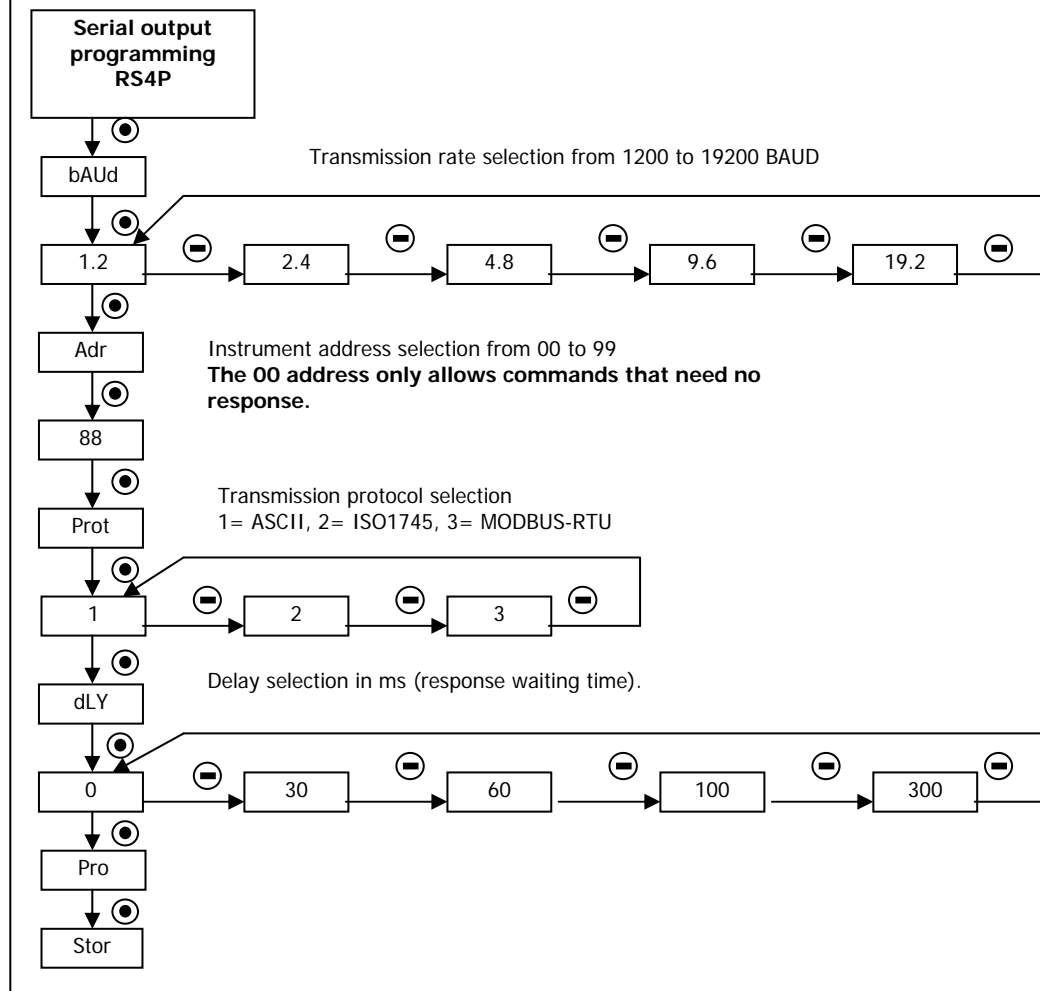 Serial output
programming
RS4P
bAUd
Transmission rate selection from 1200 to 19200 BAUD
1.2 2.4 4.8 9.6 19.2
Adr
Instrument address selection from 00 to 99
The 00 address only allows commands that need no
response.
88
Transmission protocol selection
1= ASCII, 2= ISO1745, 3= MODBUS-RTU
Prot
1 2 3
Delay selection in ms (response waiting time).
dLY
0 30 60 100 300
Pro
Stor